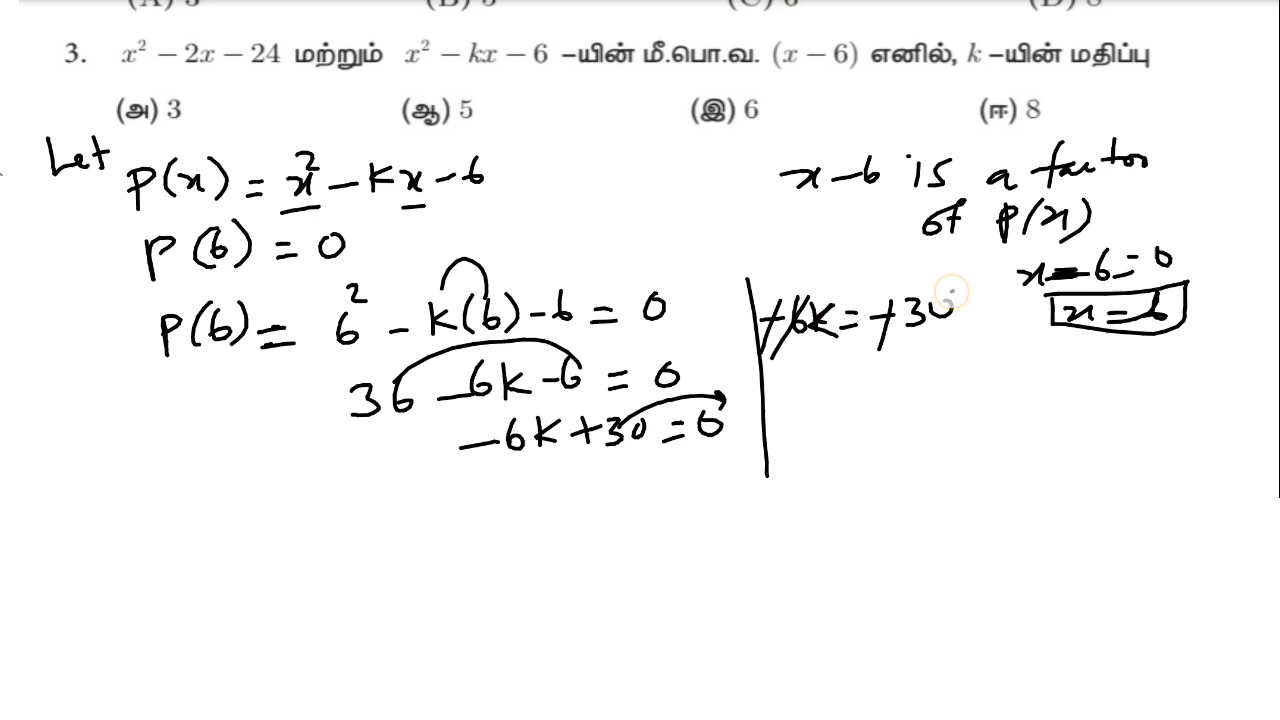 3. x² − 2x − 24 மற்றும் x² − kx − 6 −யின் மீ.பொ.வ. (x − 6) எனில், k −யின் மதிப்பு
(அ) 3 (ஆ) 5 (இ) 6 (ஈ) 8
Let P(x) = x² − kx − 6
x − 6 is a factor
of P(x)
P(6) = 0
x − 6 = 0
x = 6
P(6) = 6² − k(6) − 6 = 0
−6k = −30
36 − 6k − 6 = 0
−6k + 30 = 0